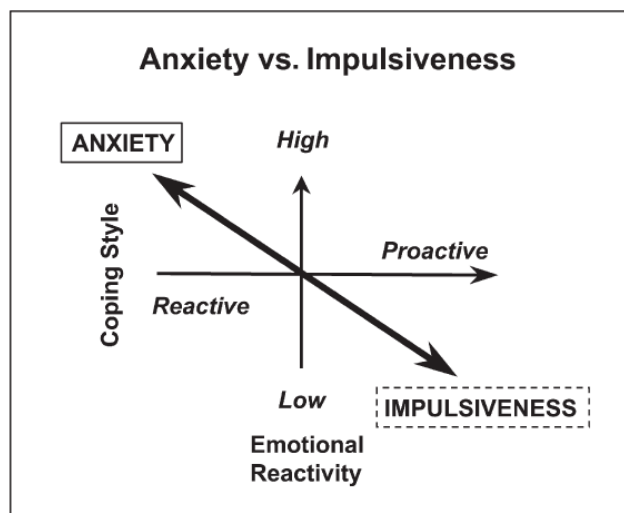 Anxiety vs. Impulsiveness
ANXIETY
High
Coping Style
Proactive
Reactive
Low
IMPULSIVENESS
Emotional
Reactivity